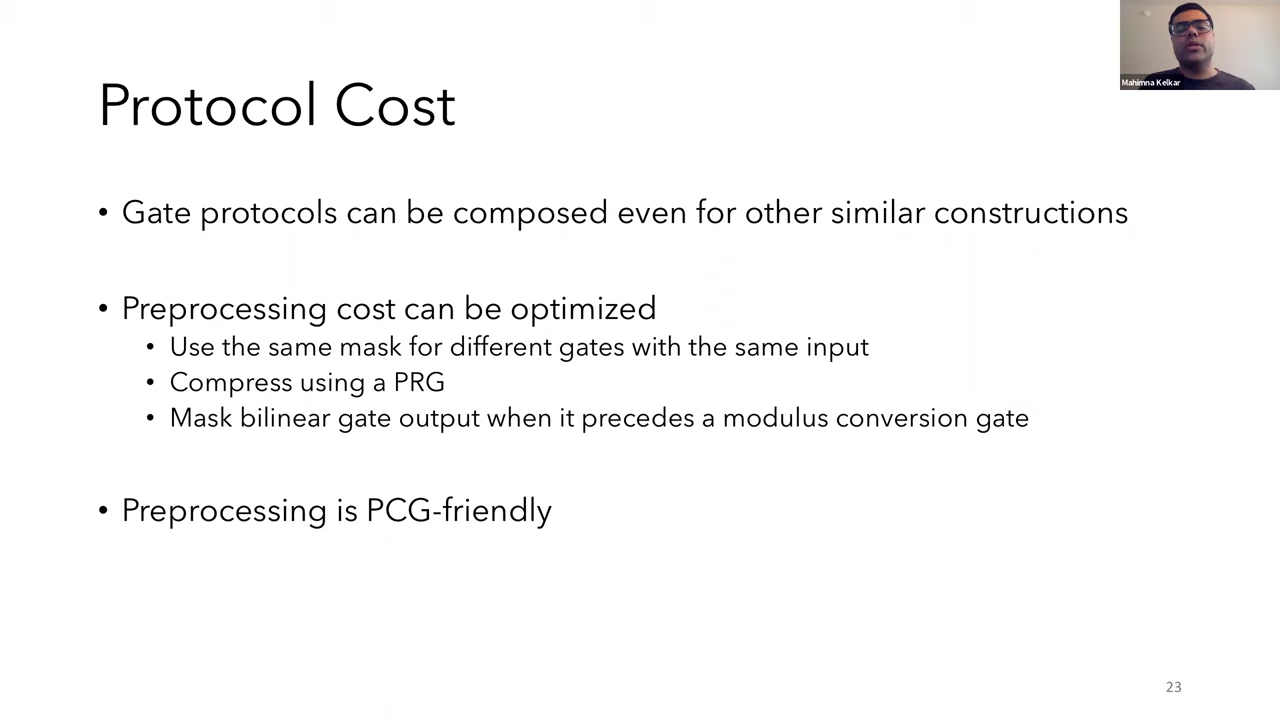 Mahimna Kelkar
Protocol Cost
• Gate protocols can be composed even for other similar constructions
• Preprocessing cost can be optimized
• Use the same mask for different gates with the same input
• Compress using a PRG
• Mask bilinear gate output when it precedes a modulus conversion gate
• Preprocessing is PCG-friendly
23